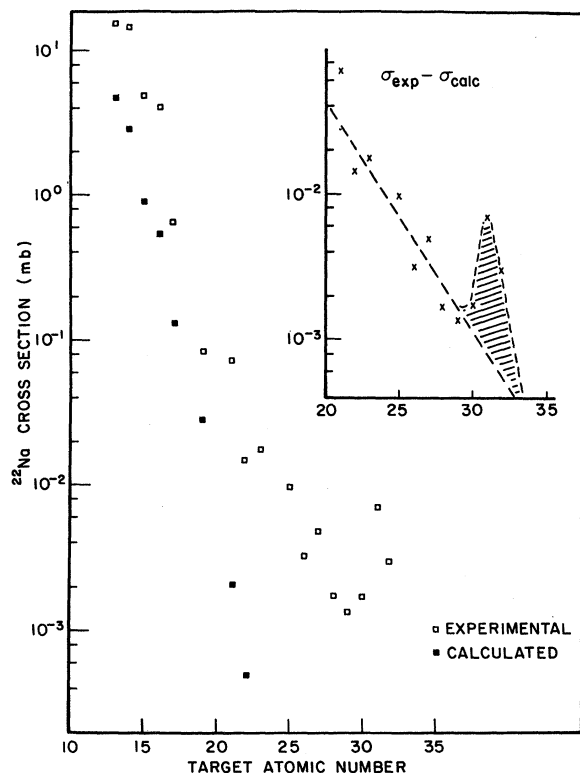 ²²Na CROSS SECTION (mb)
10¹
10⁰
10⁻¹
10⁻²
10⁻³
10 15 20 25 30 35
TARGET ATOMIC NUMBER
σexp – σcalc
10⁻²
10⁻³
20 25 30 35
EXPERIMENTAL
CALCULATED